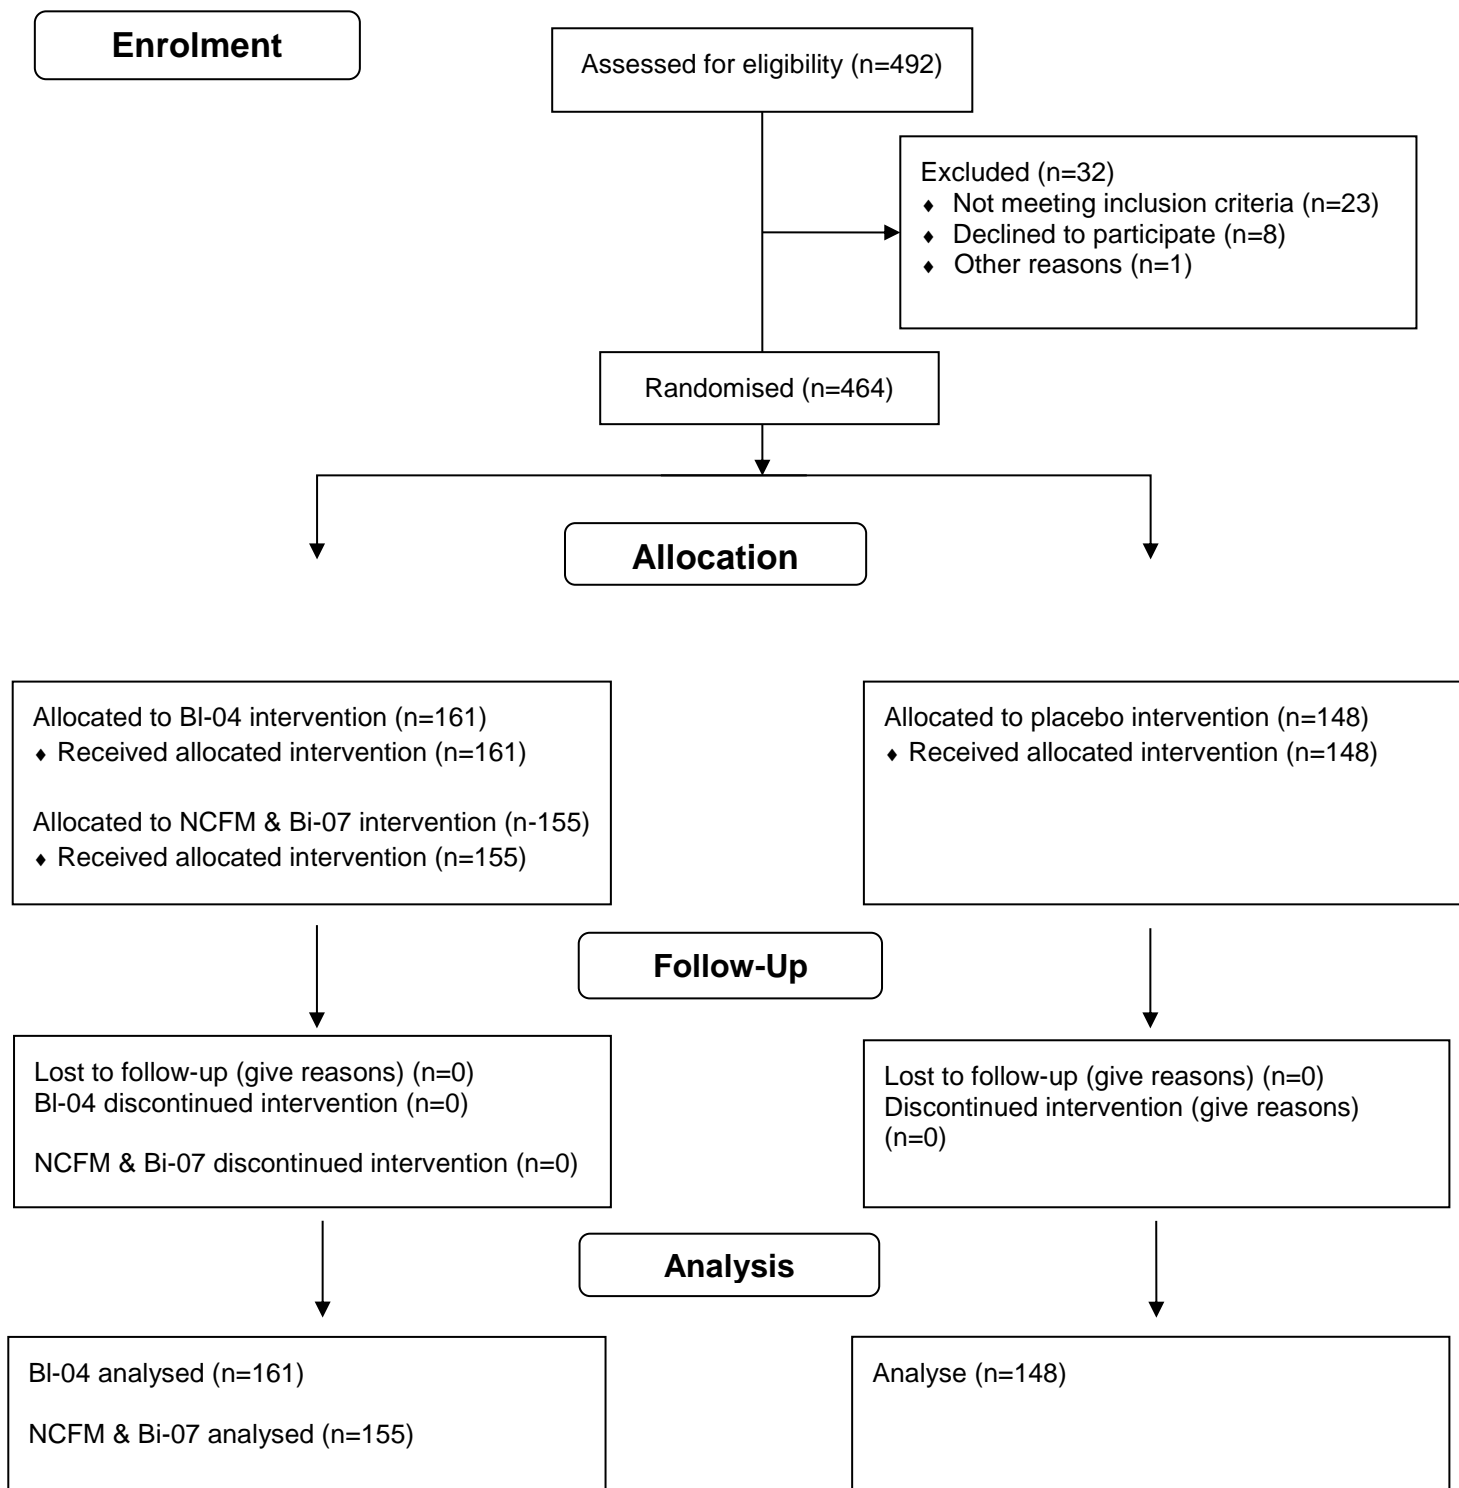 Enrolment
Assessed for eligibility (n=492)
Excluded (n=32)
♦ Not meeting inclusion criteria (n=23)
♦ Declined to participate (n=8)
♦ Other reasons (n=1)
Randomised (n=464)
Allocation
Allocated to Bl-04 intervention (n=161)
♦ Received allocated intervention (n=161)
Allocated to NCFM & Bi-07 intervention (n-155)
♦ Received allocated intervention (n=155)
Allocated to placebo intervention (n=148)
♦ Received allocated intervention (n=148)
Follow-Up
Lost to follow-up (give reasons) (n=0)
Bl-04 discontinued intervention (n=0)
NCFM & Bi-07 discontinued intervention (n=0)
Lost to follow-up (give reasons) (n=0)
Discontinued intervention (give reasons)
(n=0)
Analysis
Bl-04 analysed (n=161)
NCFM & Bi-07 analysed (n=155)
Analyse (n=148)